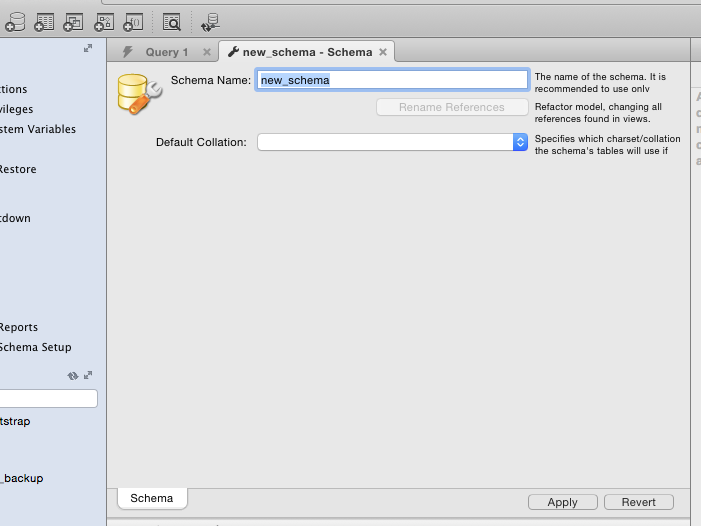 Query 1
new_schema - Schema
ctions
vileges
stem Variables
Restore
tdown
Reports
Schema Setup
tstrap
_backup
Schema Name:
new_schema
The name of the schema. It is
recommended to use only
Rename References
Refactor model, changing all
references found in views.
Default Collation:
Specifies which charset/collation
the schema's tables will use if
Schema
Apply
Revert